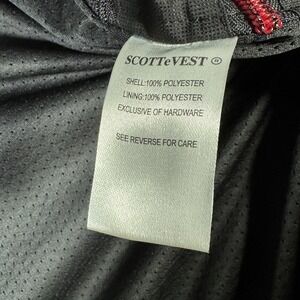 SCOTTeVEST ®
SHELL:100% POLYESTER
LINING:100% POLYESTER
EXCLUSIVE OF HARDWARE
SEE REVERSE FOR CARE